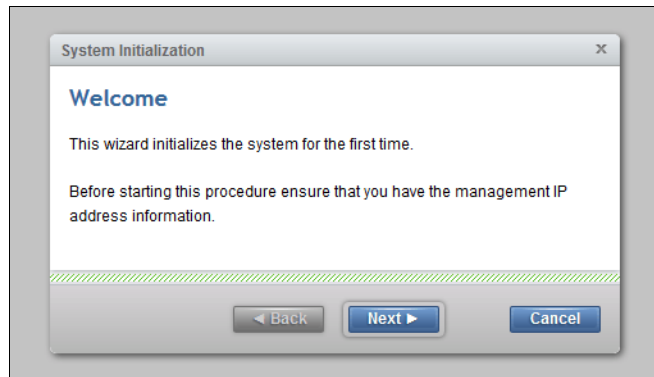 System Initialization x
Welcome
This wizard initializes the system for the first time.
Before starting this procedure ensure that you have the management IP
address information.
◄ Back Next ► Cancel